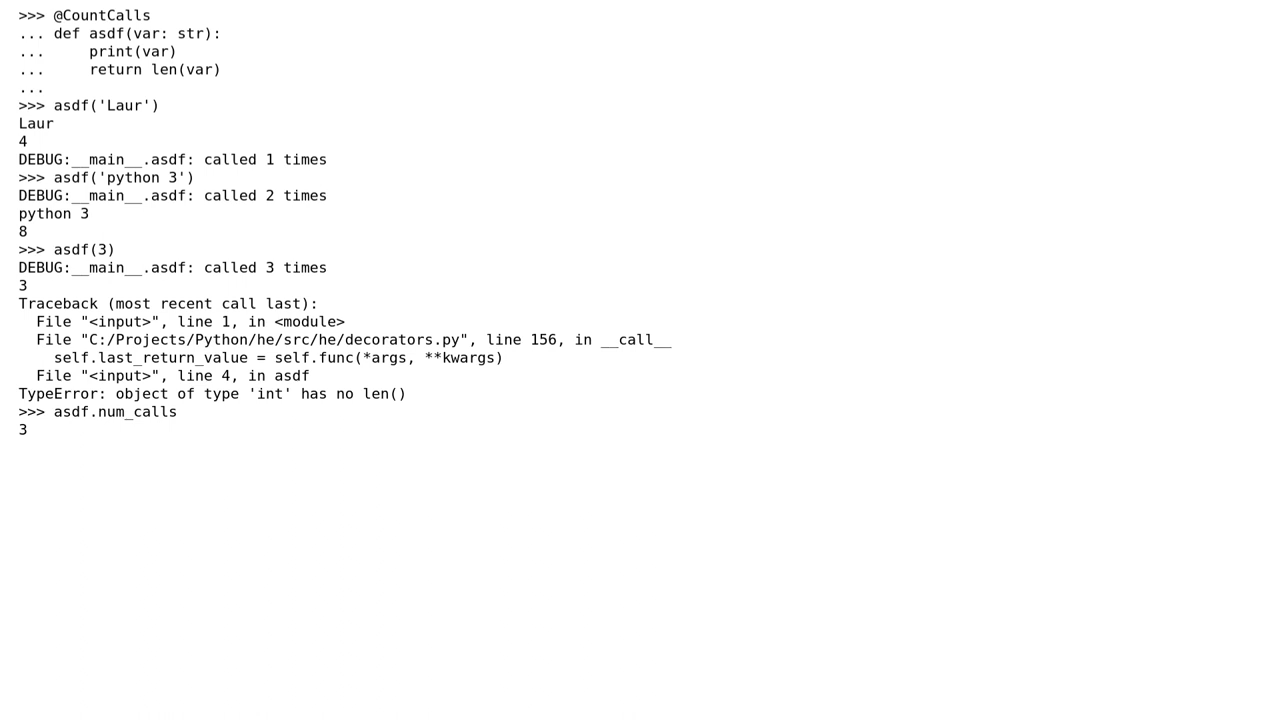 >>> @CountCalls
... def asdf(var: str):
...     print(var)
...     return len(var)
...
>>> asdf('Laur')
Laur
4
DEBUG:__main__.asdf: called 1 times
>>> asdf('python 3')
DEBUG:__main__.asdf: called 2 times
python 3
8
>>> asdf(3)
DEBUG:__main__.asdf: called 3 times
3
Traceback (most recent call last):
  File "<input>", line 1, in <module>
  File "C:/Projects/Python/he/src/he/decorators.py", line 156, in __call__
    self.last_return_value = self.func(*args, **kwargs)
  File "<input>", line 4, in asdf
TypeError: object of type 'int' has no len()
>>> asdf.num_calls
3